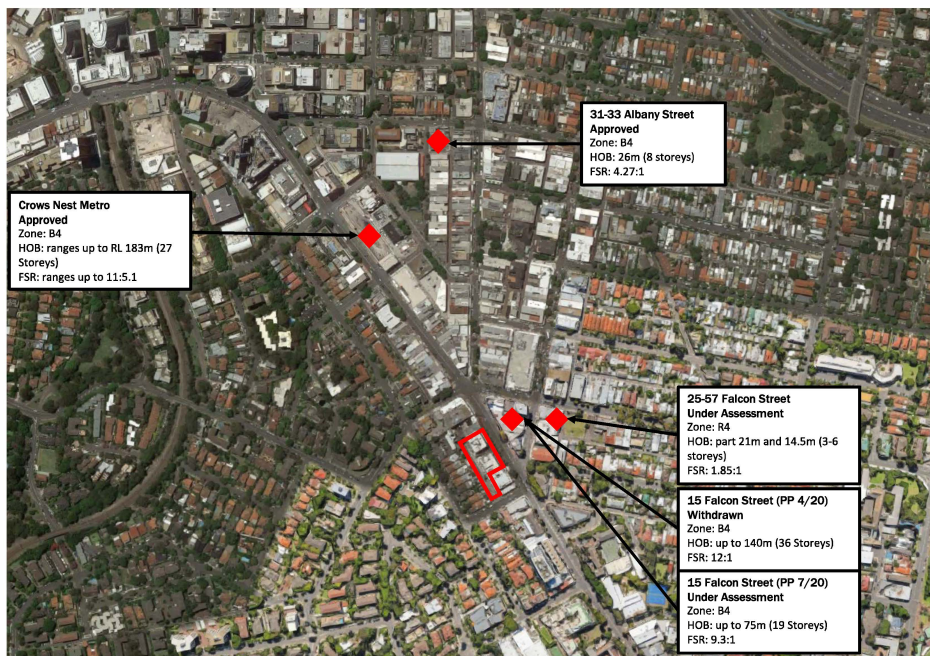 31-33 Albany Street
Approved
Zone: B4
HOB: 26m (8 storeys)
FSR: 4.27:1
Crows Nest Metro
Approved
Zone: B4
HOB: ranges up to RL 183m (27
Storeys)
FSR: ranges up to 11:5.1
25-57 Falcon Street
Under Assessment
Zone: R4
HOB: part 21m and 14.5m (3-6
storeys)
FSR: 1.85:1
15 Falcon Street (PP 4/20)
Withdrawn
Zone: B4
HOB: up to 140m (36 Storeys)
FSR: 12:1
15 Falcon Street (PP 7/20)
Under Assessment
Zone: B4
HOB: up to 75m (19 Storeys)
FSR: 9.3:1